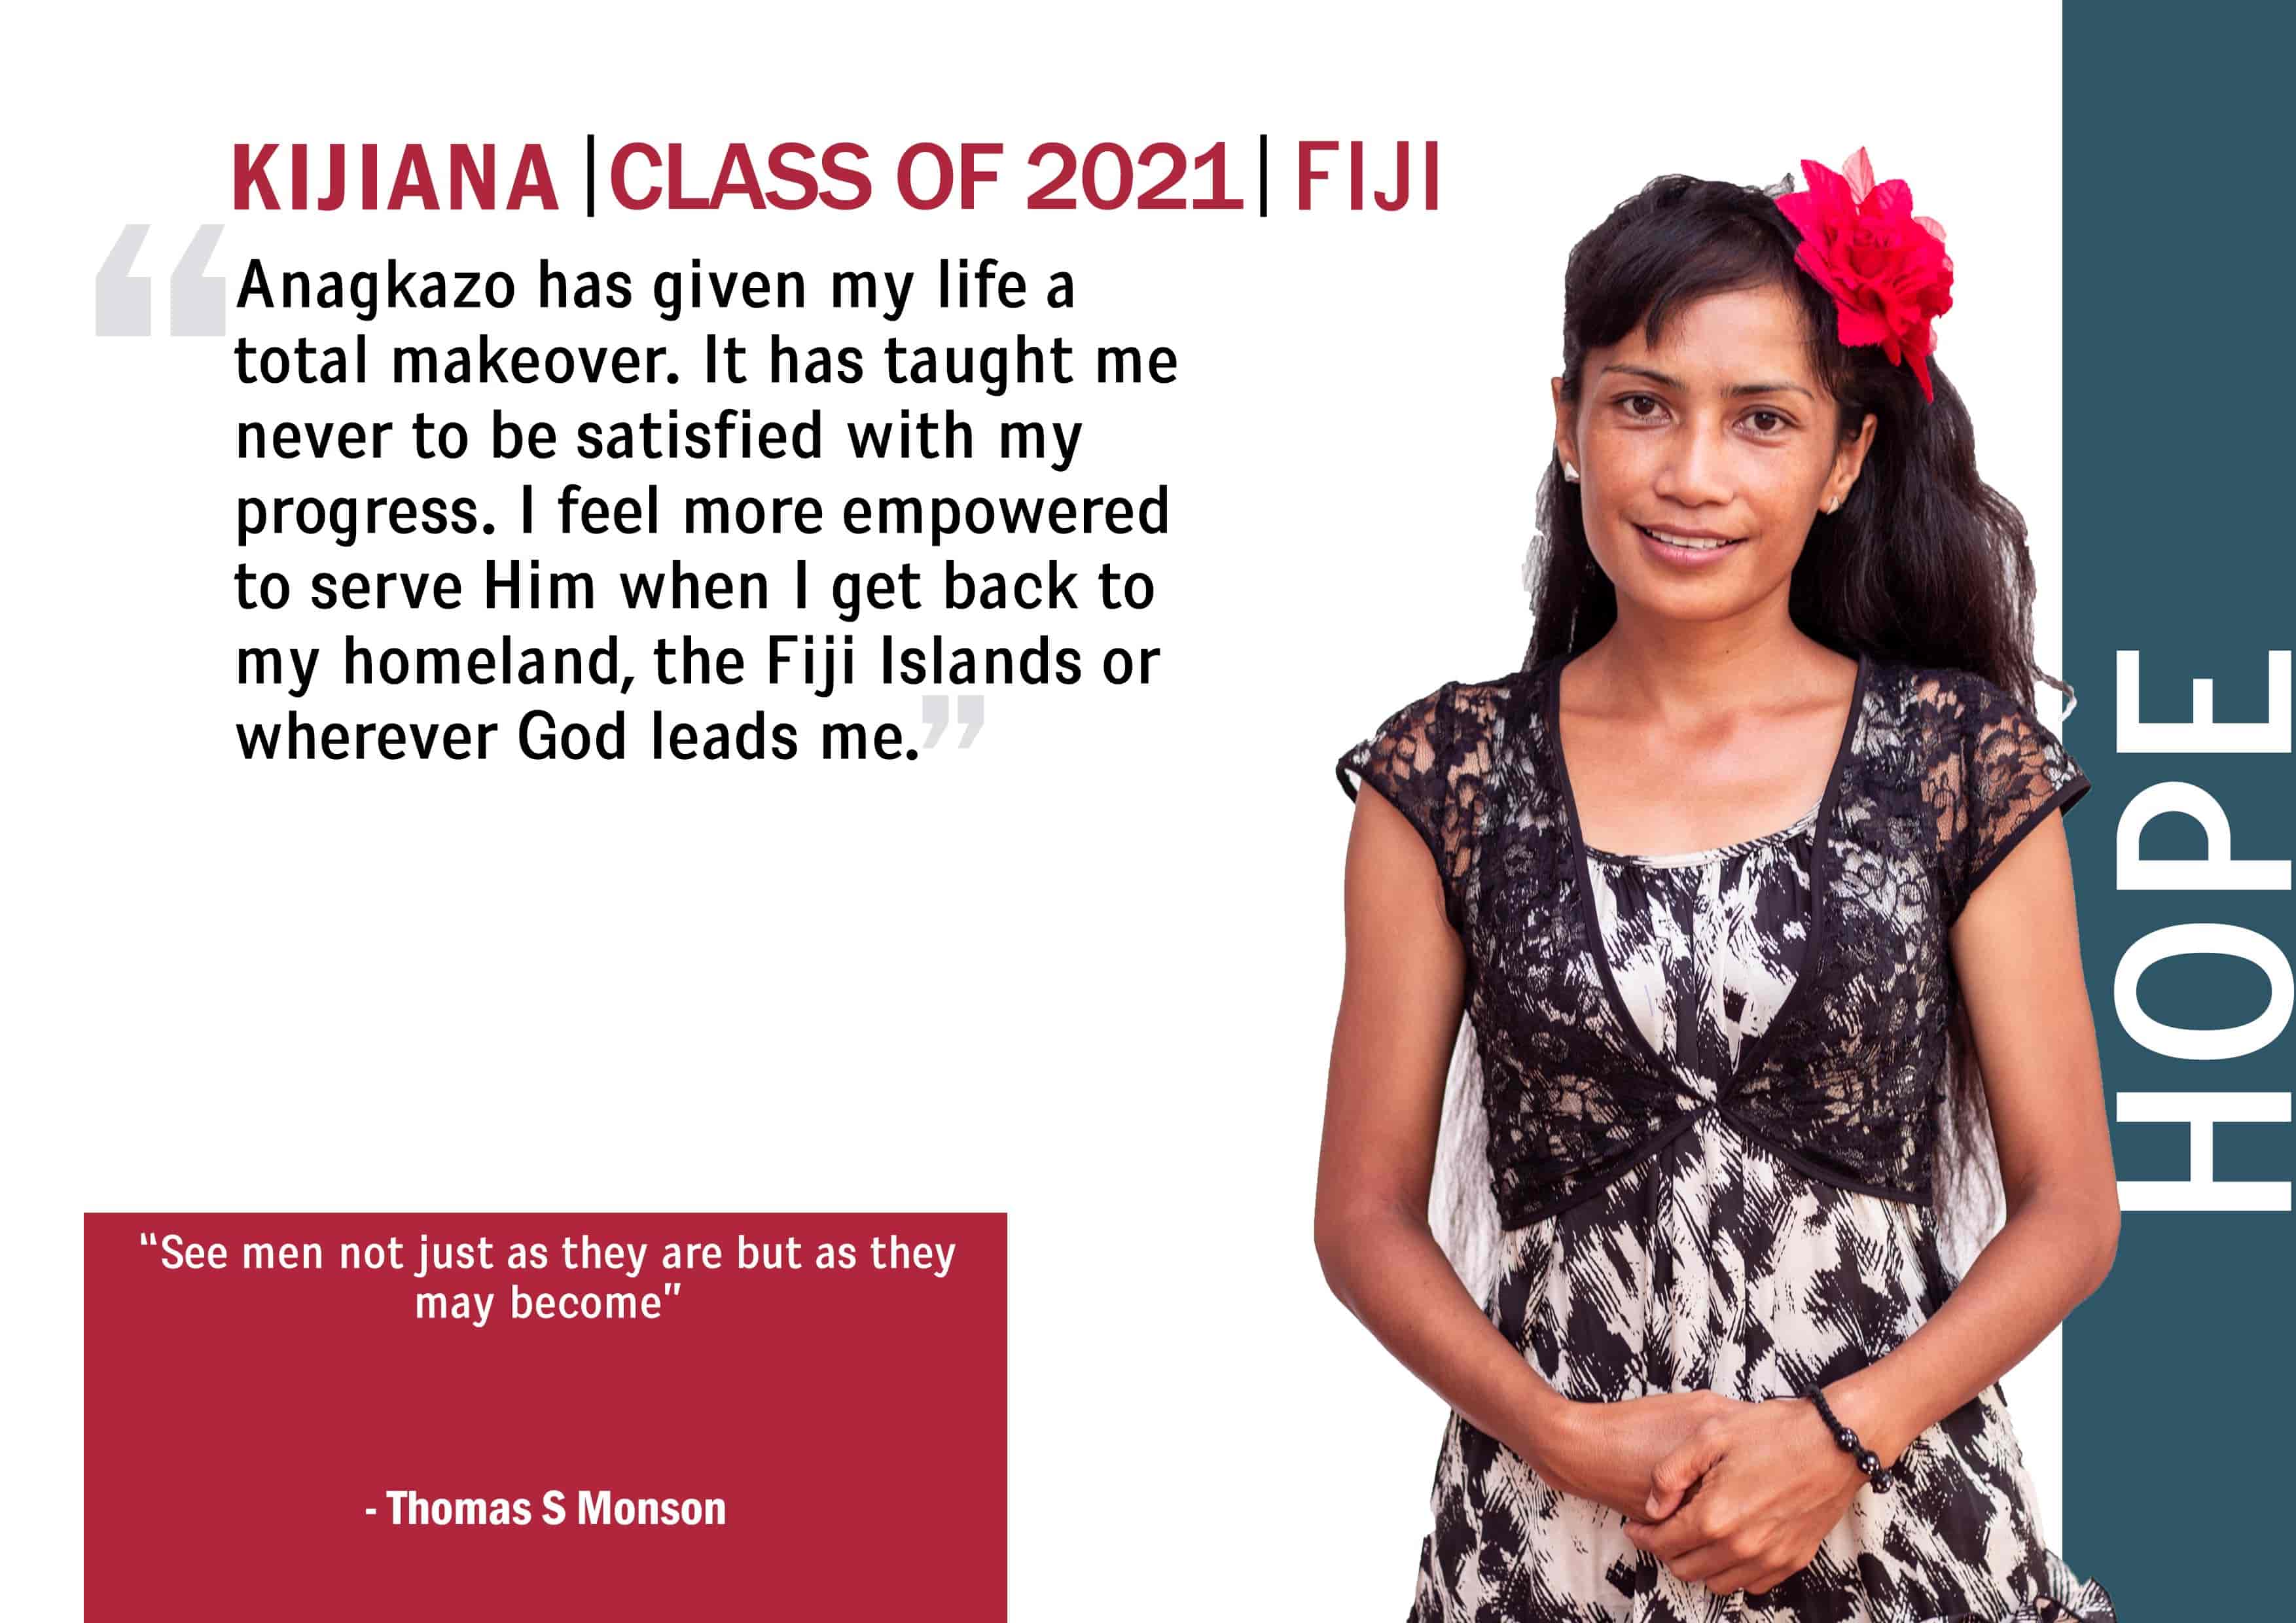 KIJIANA |CLASS OF 2021| FIJI
“Anagkazo has given my life a
total makeover. It has taught me
never to be satisfied with my
progress. I feel more empowered
to serve Him when I get back to
my homeland, the Fiji Islands or
wherever God leads me.”
HOPE
“See men not just as they are but as they
may become”
- Thomas S Monson